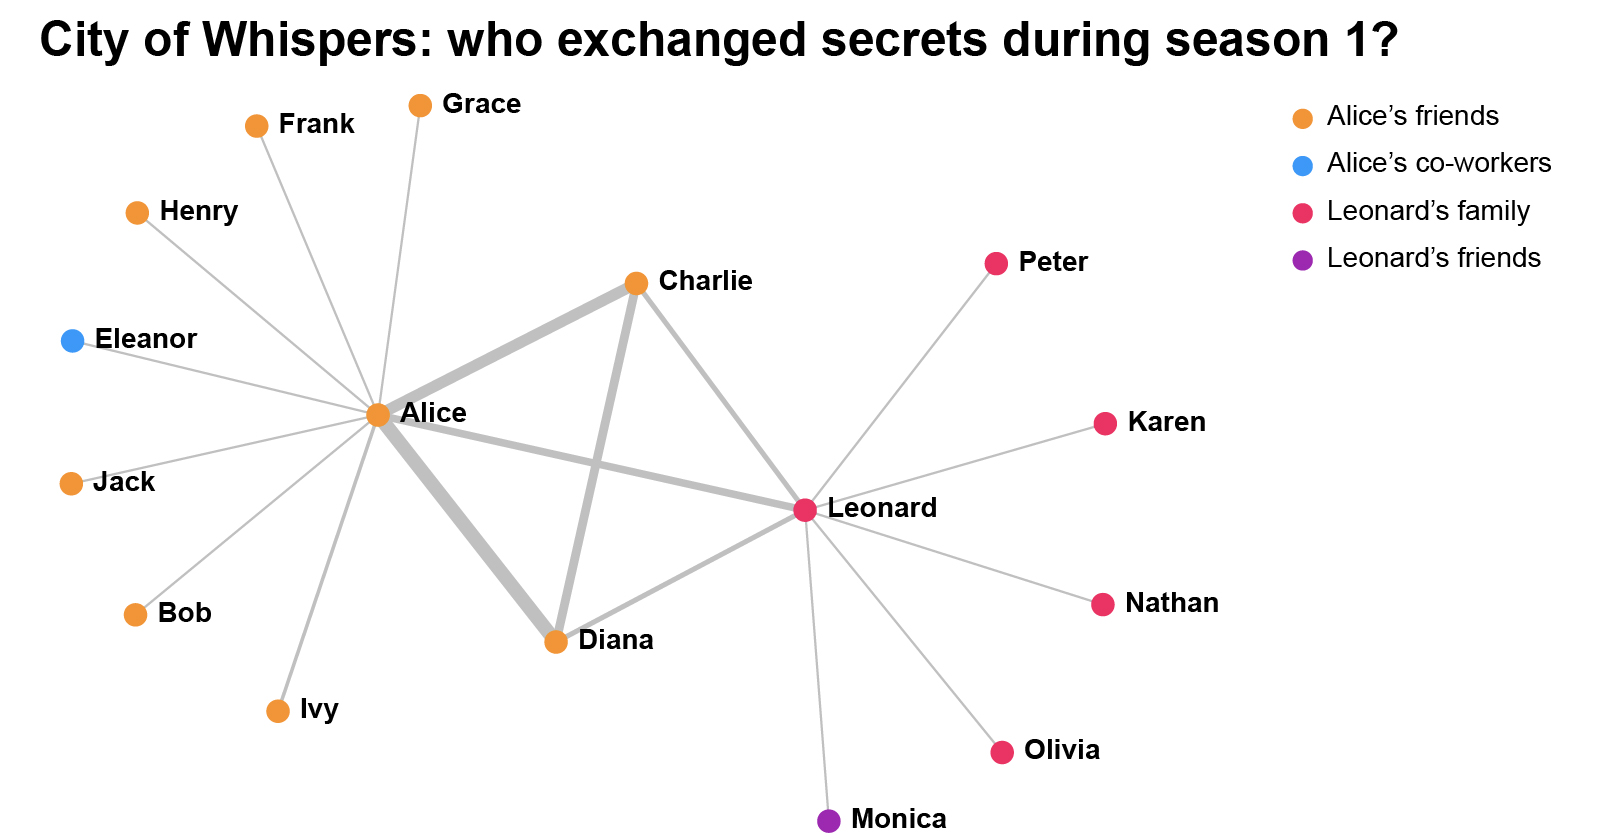 City of Whispers: who exchanged secrets during season 1?
Grace
Frank
Henry
Eleanor
Alice
Jack
Bob
Ivy
Charlie
Diana
Leonard
Peter
Karen
Nathan
Olivia
Monica
Alice’s friends
Alice’s co-workers
Leonard’s family
Leonard’s friends